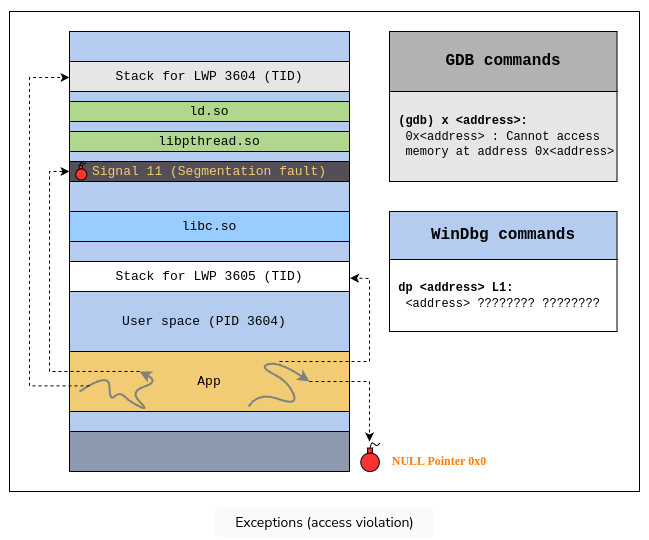 Stack for LWP 3604 (TID)
ld.so
libpthread.so
Signal 11 (Segmentation fault)
libc.so
Stack for LWP 3605 (TID)
User space (PID 3604)
App
NULL Pointer 0x0
GDB commands
(gdb) x <address>:
0x<address> : Cannot access
memory at address 0x<address>
WinDbg commands
dp <address> L1:
<address> ???????? ????????
Exceptions (access violation)